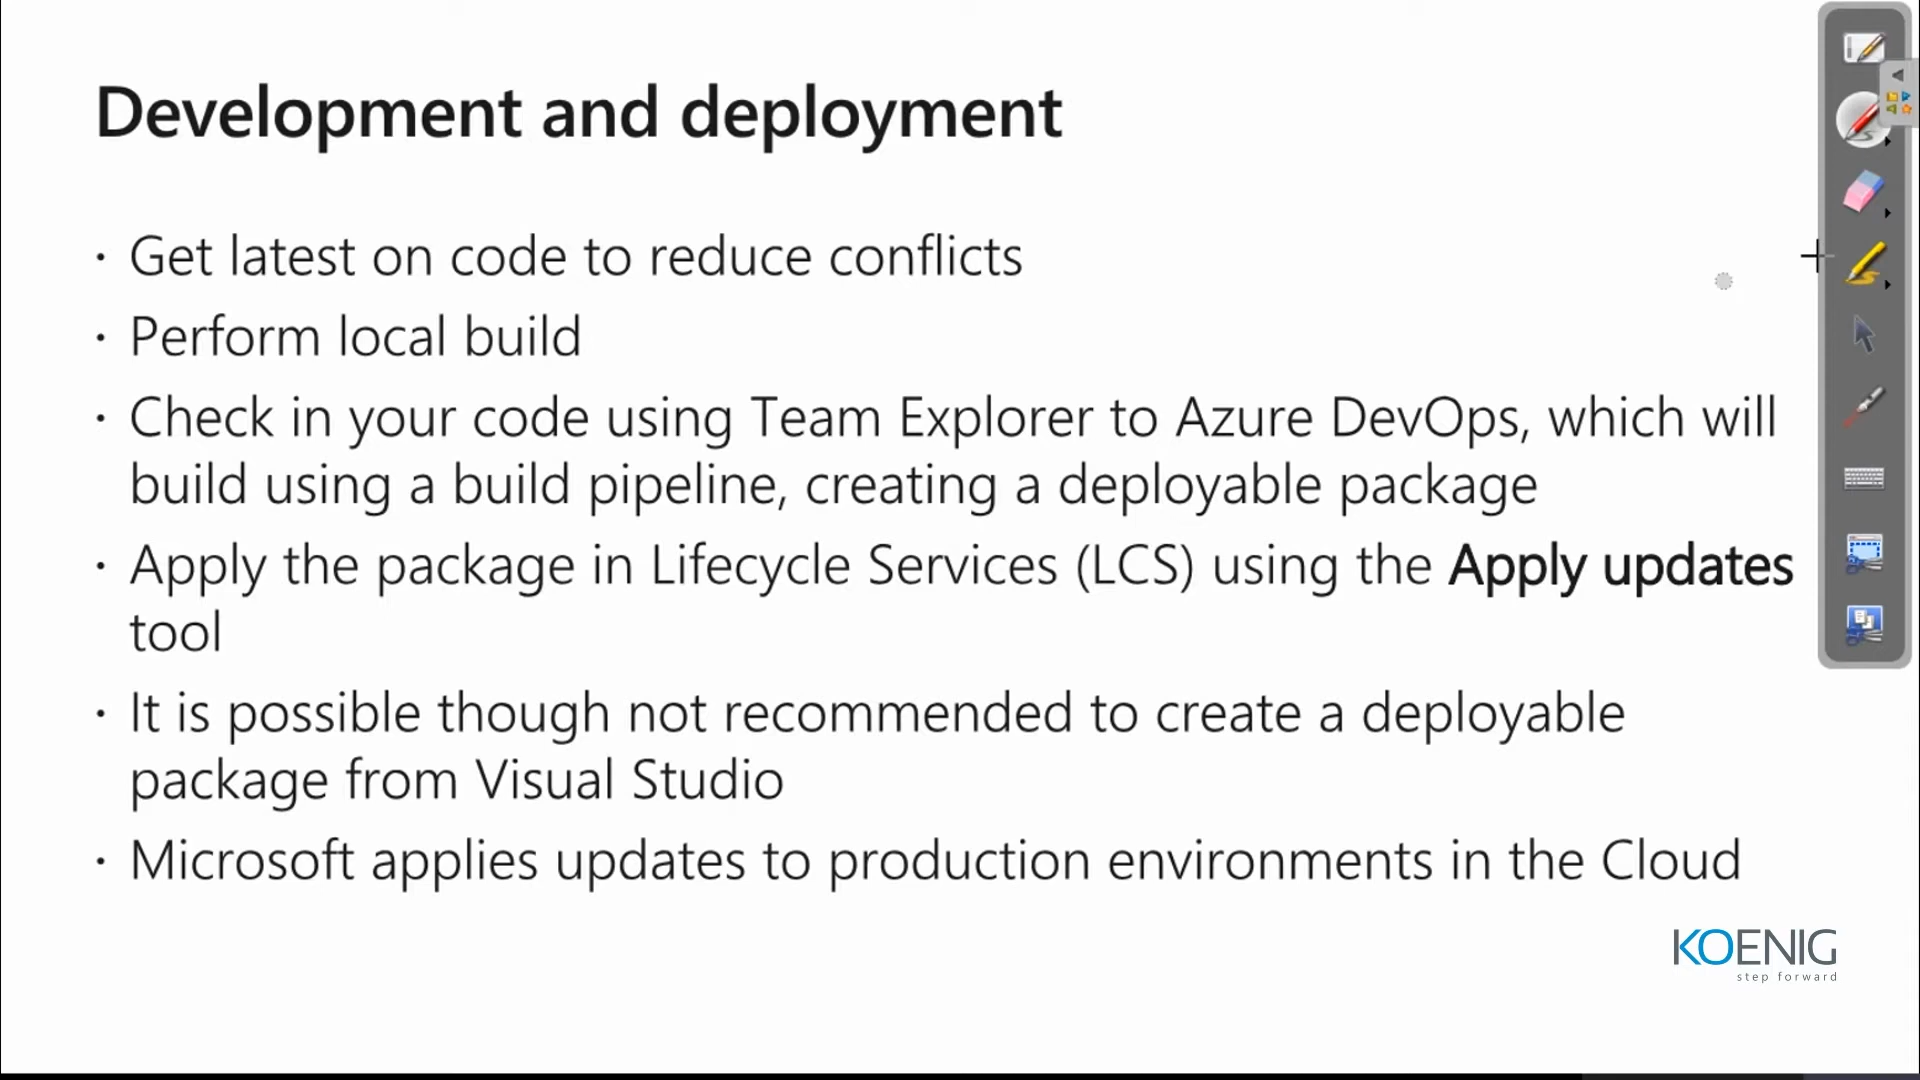 Development and deployment
· Get latest on code to reduce conflicts
· Perform local build
· Check in your code using Team Explorer to Azure DevOps, which will
build using a build pipeline, creating a deployable package
· Apply the package in Lifecycle Services (LCS) using the Apply updates
tool
· It is possible though not recommended to create a deployable
package from Visual Studio
· Microsoft applies updates to production environments in the Cloud
KOENIG
step forward